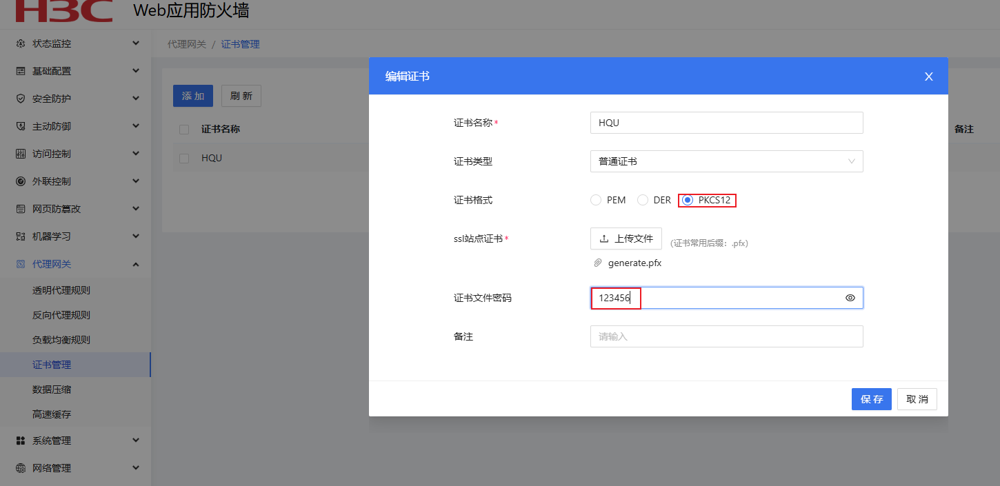 H3C Web应用防火墙
状态监控
基础配置
安全防护
主动防御
访问控制
外联控制
网页防篡改
机器学习
代理网关
透明代理规则
反向代理规则
负载均衡规则
证书管理
数据压缩
高速缓存
系统管理
网络管理
代理网关 / 证书管理
添 加 刷 新
证书名称 备注
HQU
编辑证书 X
证书名称* HQU
证书类型 普通证书
证书格式 PEM DER PKCS12
ssl站点证书* 上传文件 (证书常用后缀：.pfx)
generate.pfx
证书文件密码 123456
备注 请输入
保 存 取 消